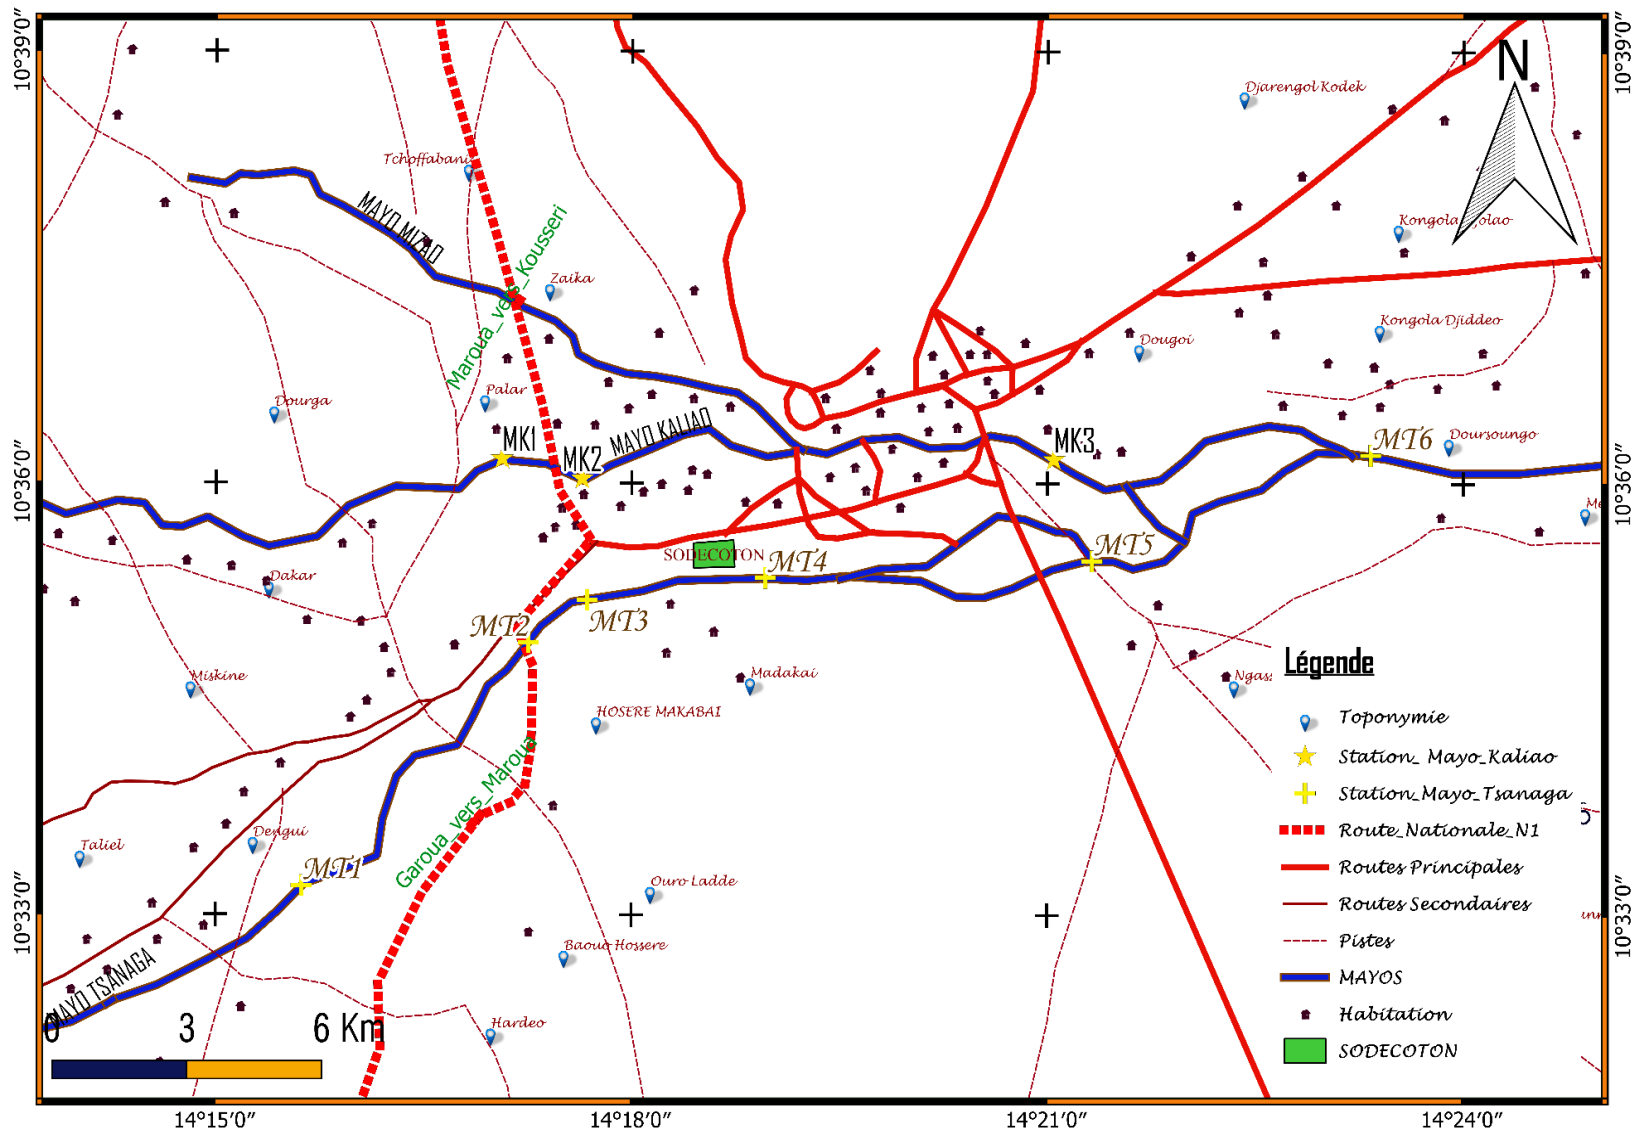 10°39'0"
10°39'0"
N
Djarengol Kodek
Tchoffabani
MAYO MIZAO
Maroua_vers_Kousseri
Zaika
Kongola Djiddeo
Dougoi
Palar
Dourga
MAYO KALIAO
MK1
MK2
MK3
MT6
Doursoungo
10°36'0"
10°36'0"
SODECOTON
MT4
MT5
Dakar
MT3
MT2
Miskine
Madakai
HOSERE MAKABAI
Garoua_vers_Maroua
Taliel
Dengui
MT1
Ouro Ladde
Baouo Hossere
10°33'0"
10°33'0"
MAYO TSANAGA
Hardeo
0 3 6 Km
Légende
Toponymie
Station_ Mayo_Kaliao
Station_Mayo_Tsanaga
Route_Nationale_N1
Routes Principales
Routes Secondaires
Pistes
MAYOS
Habitation
SODECOTON
14°15'0"
14°18'0"
14°21'0"
14°24'0"